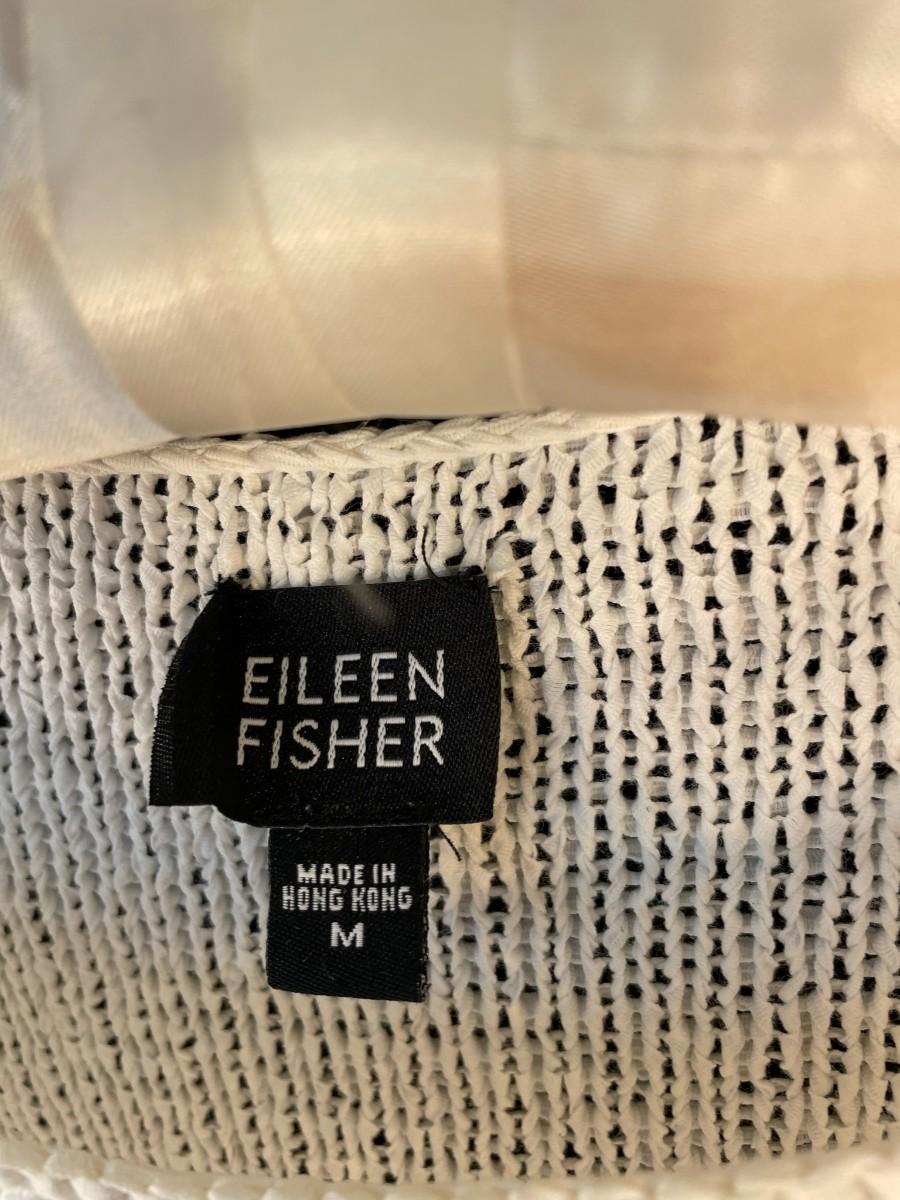 EILEEN
FISHER
MADE IN
HONG KONG
M